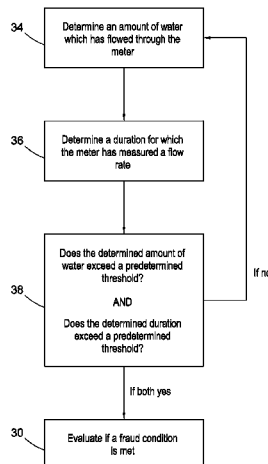 34
Determine an amount of water
which has flowed through the
meter
36
Determine a duration for which
the meter has measured a flow
rate
38
Does the determined amount of
water exceed a predetermined
threshold?
AND
Does the determined duration
exceed a predetermined
threshold?
If no
If both yes
30
Evaluate if a fraud condition
is met